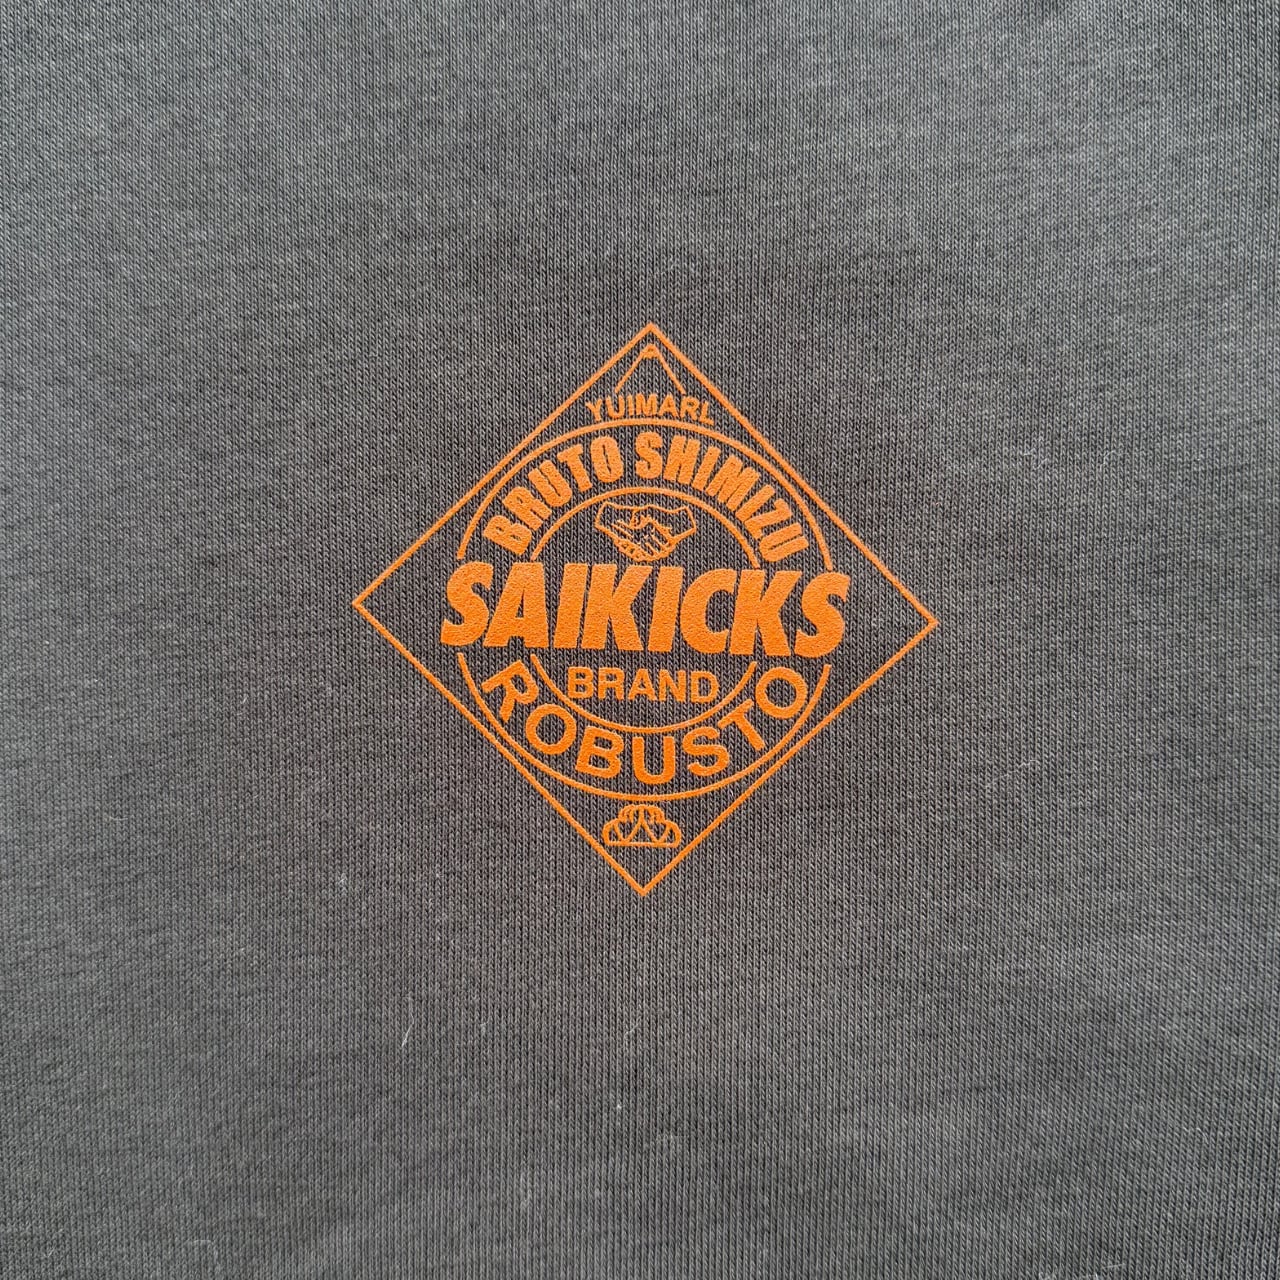 YUIMARL
BRUTO SHIMIZU
SAIKICKS
BRAND
ROBUSTO